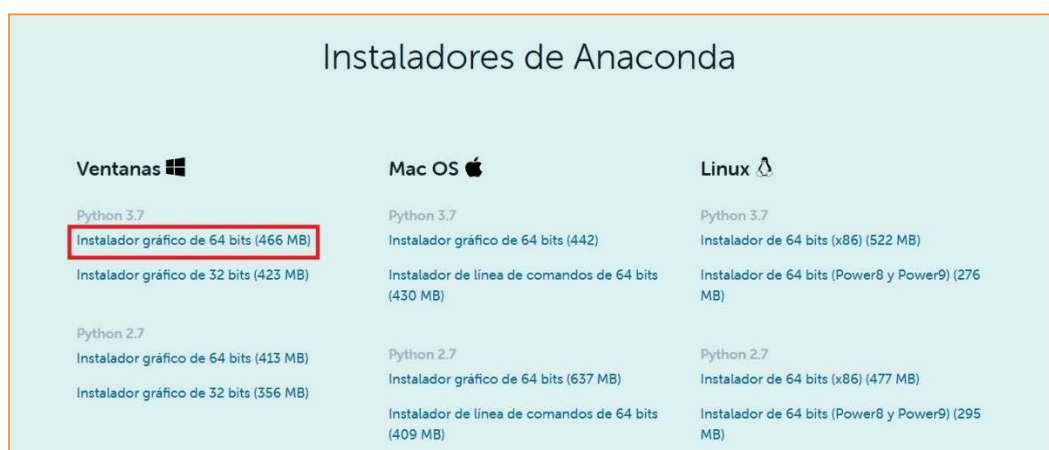 Instaladores de Anaconda
Ventanas
Python 3.7
Instalador gráfico de 64 bits (466 MB)
Instalador gráfico de 32 bits (423 MB)
Python 2.7
Instalador gráfico de 64 bits (413 MB)
Instalador gráfico de 32 bits (356 MB)
Mac OS
Python 3.7
Instalador gráfico de 64 bits (442)
Instalador de línea de comandos de 64 bits
(430 MB)
Python 2.7
Instalador gráfico de 64 bits (637 MB)
Instalador de línea de comandos de 64 bits
(409 MB)
Linux
Python 3.7
Instalador de 64 bits (x86) (522 MB)
Instalador de 64 bits (Power8 y Power9) (276
MB)
Python 2.7
Instalador de 64 bits (x86) (477 MB)
Instalador de 64 bits (Power8 y Power9) (295
MB)